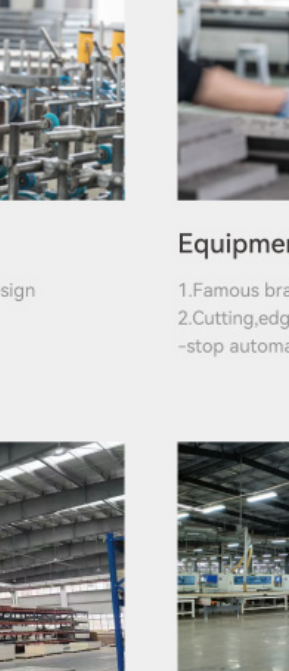 sign
Equipmen
1.Famous bra
2.Cutting,edg
-stop automa